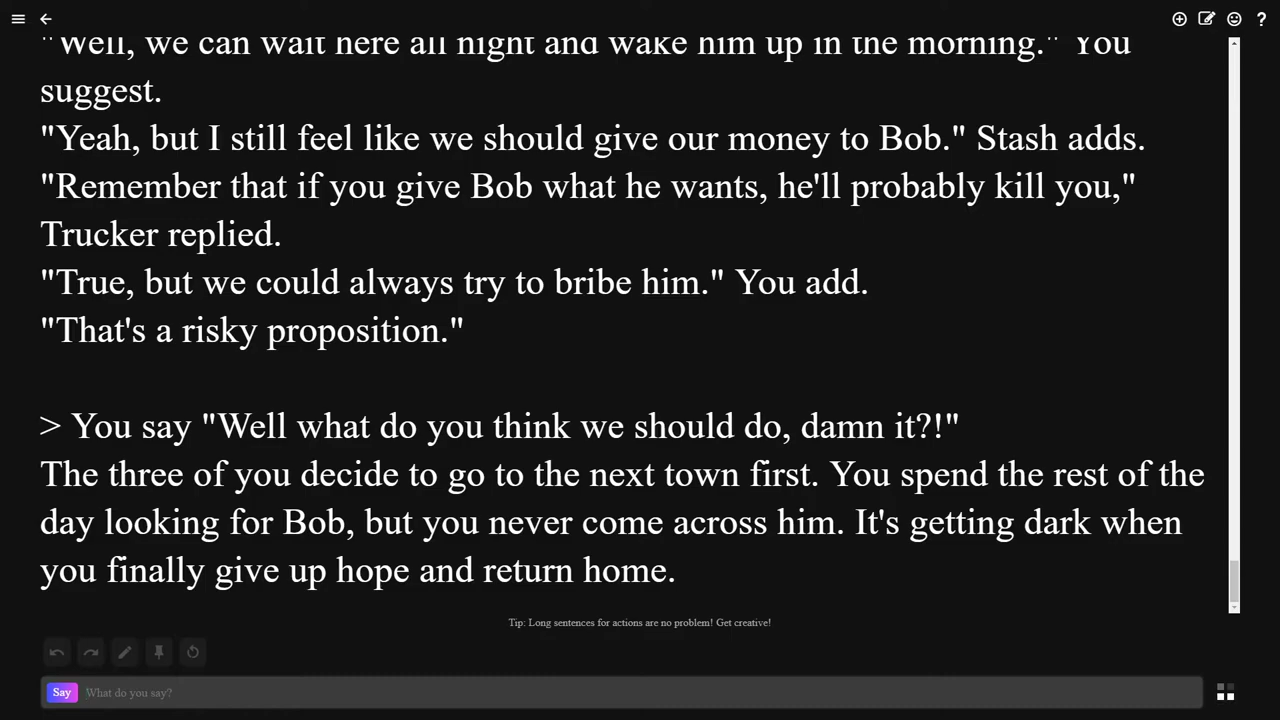 "Well, we can wait here all night and wake him up in the morning." You
suggest.
"Yeah, but I still feel like we should give our money to Bob." Stash adds.
"Remember that if you give Bob what he wants, he'll probably kill you,"
Trucker replied.
"True, but we could always try to bribe him." You add.
"That's a risky proposition."
> You say "Well what do you think we should do, damn it?!"
The three of you decide to go to the next town first. You spend the rest of the
day looking for Bob, but you never come across him. It's getting dark when
you finally give up hope and return home.
Tip: Long sentences for actions are no problem! Get creative!
Say What do you say?